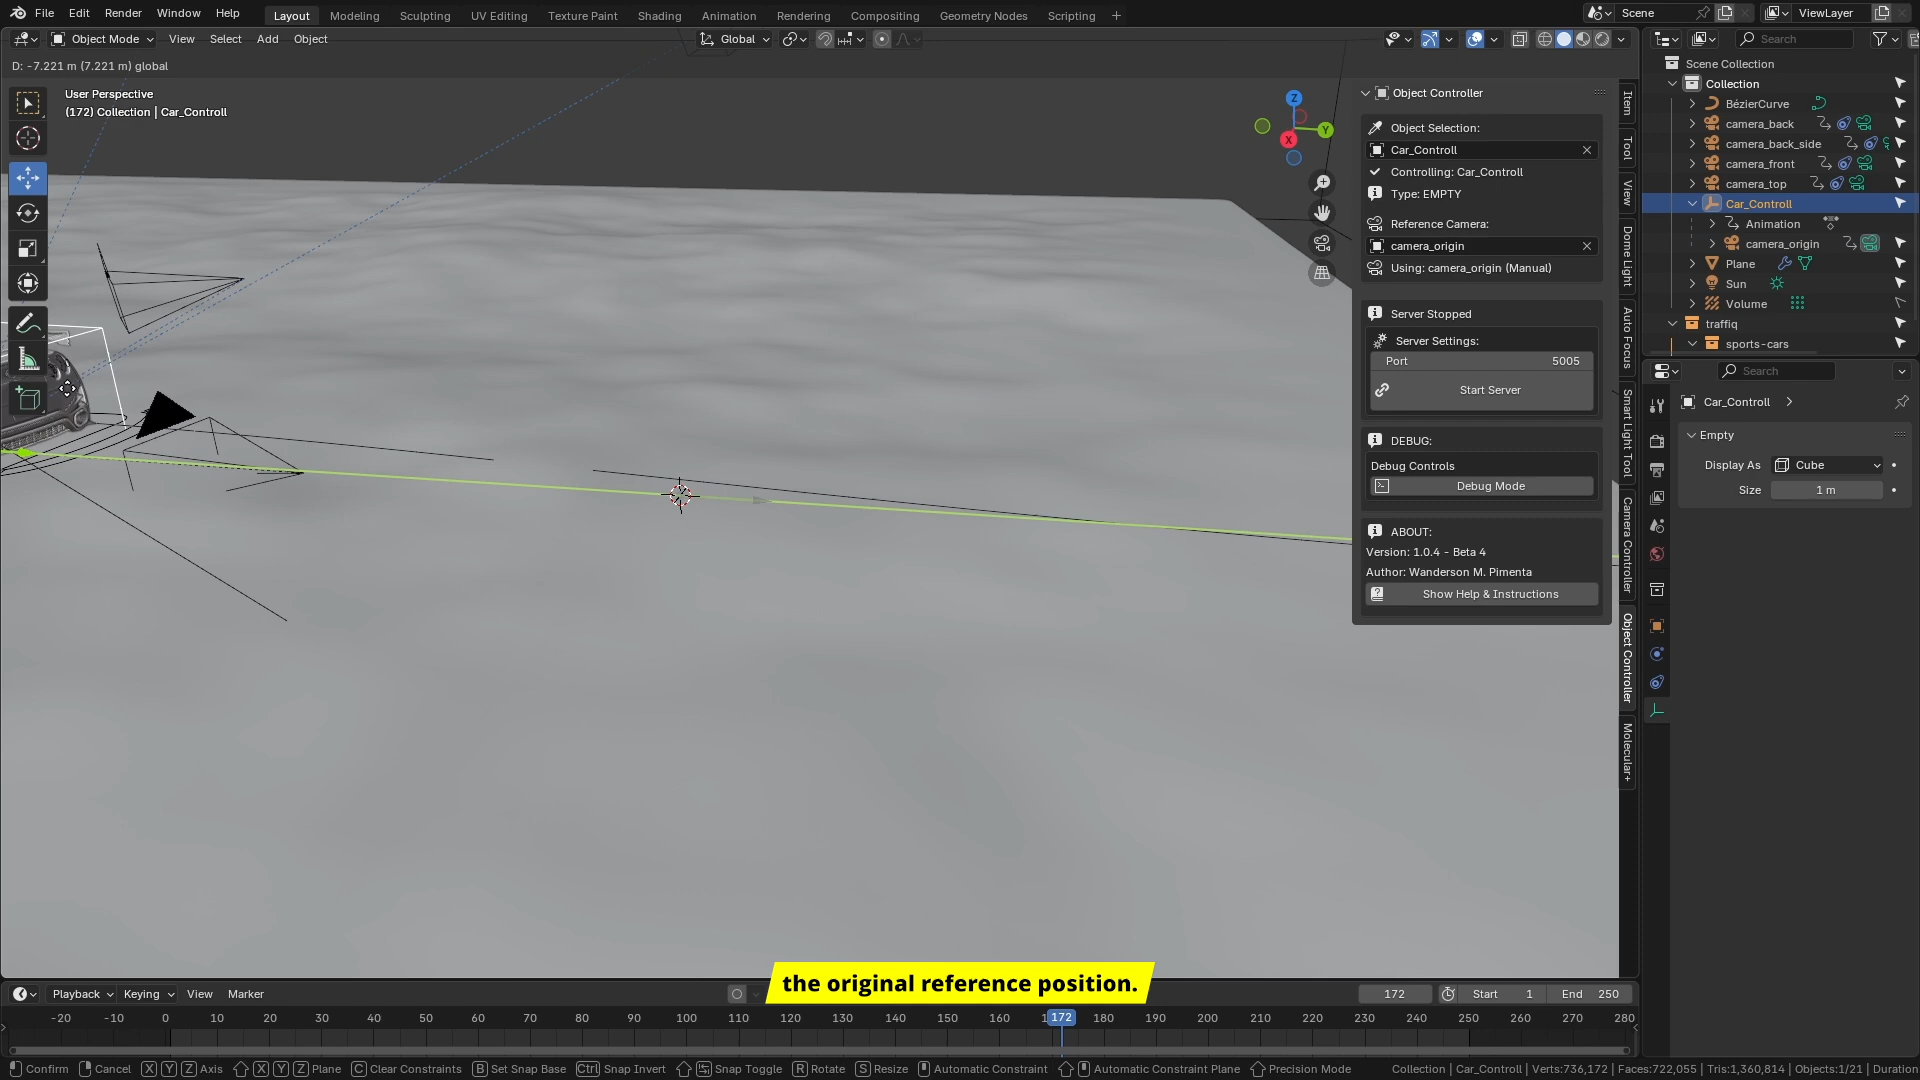 File Edit Render Window Help Layout Modeling Sculpting UV Editing Texture Paint Shading Animation Rendering Compositing Geometry Nodes Scripting + Scene ViewLayer
Object Mode View Select Add Object Global Search
D: -7.221 m (7.221 m) global
User Perspective
(172) Collection | Car_Controll
Z
Y
X
Object Controller
Object Selection:
Car_Controll
Controlling: Car_Controll
Type: EMPTY
Reference Camera:
camera_origin
Using: camera_origin (Manual)
Server Stopped
Server Settings:
Port 5005
Start Server
DEBUG:
Debug Controls
Debug Mode
ABOUT:
Version: 1.0.4 - Beta 4
Author: Wanderson M. Pimenta
Show Help & Instructions
Item
Tool
View
Dome Light
Auto Focus
Smart Light Tool
Camera Controller
Object Controller
Molecular+
Scene Collection
Collection
BézierCurve
camera_back
camera_back_side
camera_front
camera_top
Car_Controll
Animation
camera_origin
Plane
Sun
Volume
traffiq
sports-cars
Search
Car_Controll
Empty
Display As Cube
Size 1 m
the original reference position.
Playback Keying View Marker 172 Start 1 End 250
-20 -10 0 10 20 30 40 50 60 70 80 90 100 110 120 130 140 150 160 172 180 190 200 210 220 230 240 250 260 270 280
Confirm Cancel X Y Z Axis X Y Z Plane C Clear Constraints B Set Snap Base Ctrl Snap Invert Snap Toggle R Rotate S Resize Automatic Constraint Automatic Constraint Plane Precision Mode Collection | Car_Controll | Verts:736,172 | Faces:722,055 | Tris:1,360,814 | Objects:1/21 | Duration